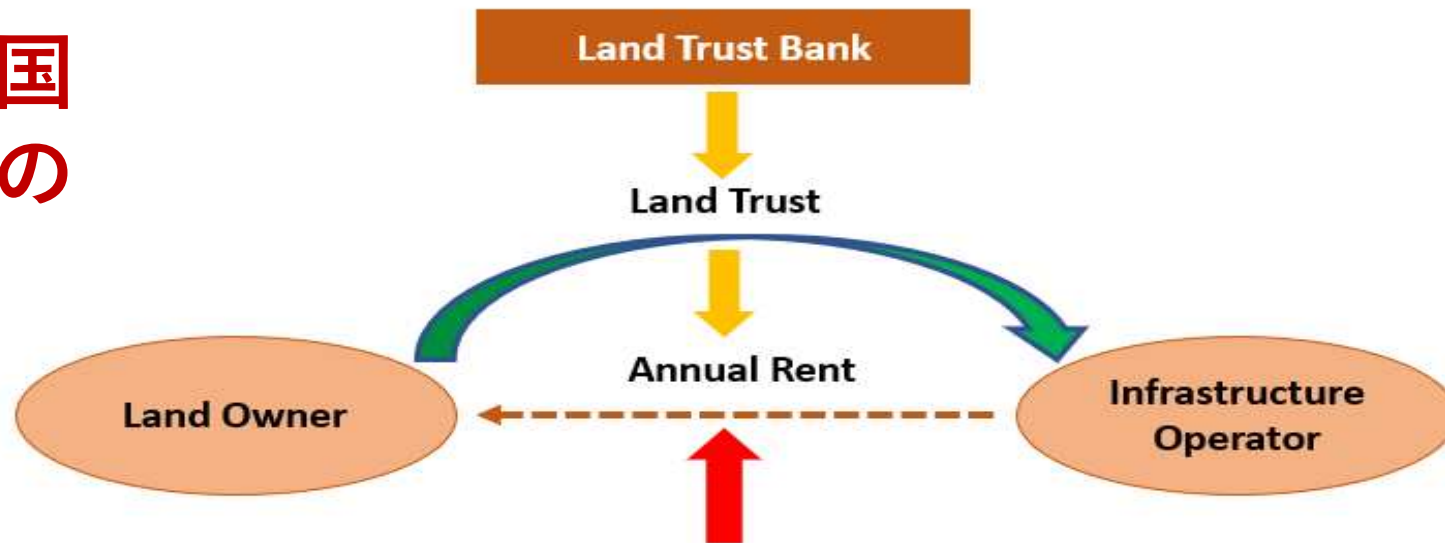 国
の
Land Trust Bank
Land Trust
Annual Rent
Land Owner
Infrastructure
Operator